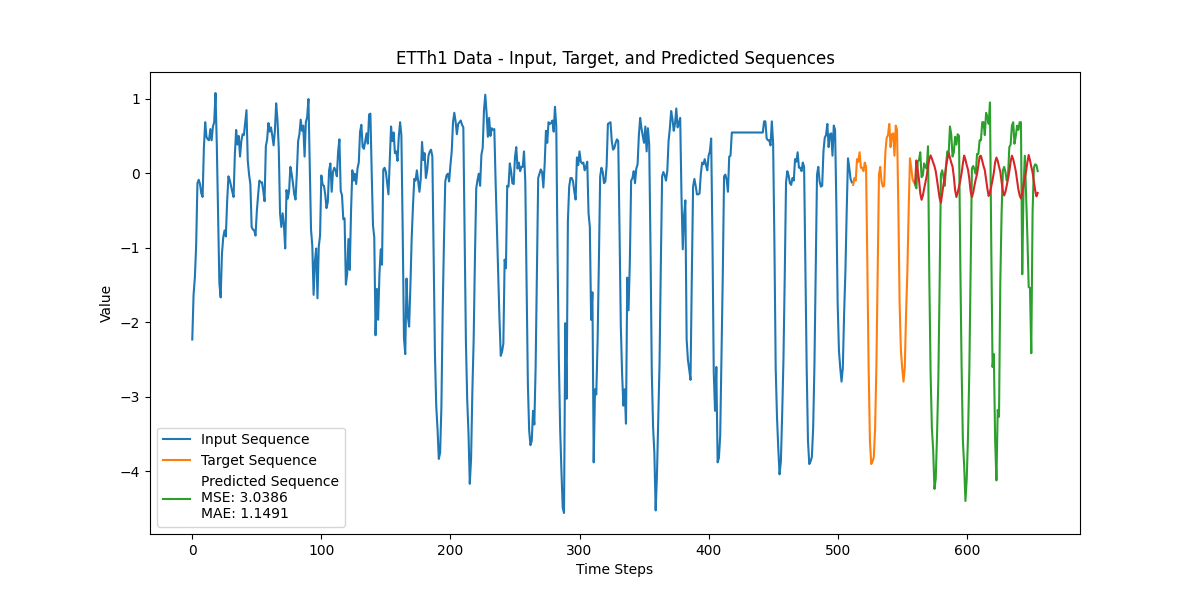 ETTh1 Data - Input, Target, and Predicted Sequences
Value
1
0
−1
−2
−3
−4
Input Sequence
Target Sequence
Predicted Sequence
MSE: 3.0386
MAE: 1.1491
0
100
200
300
400
500
600
Time Steps